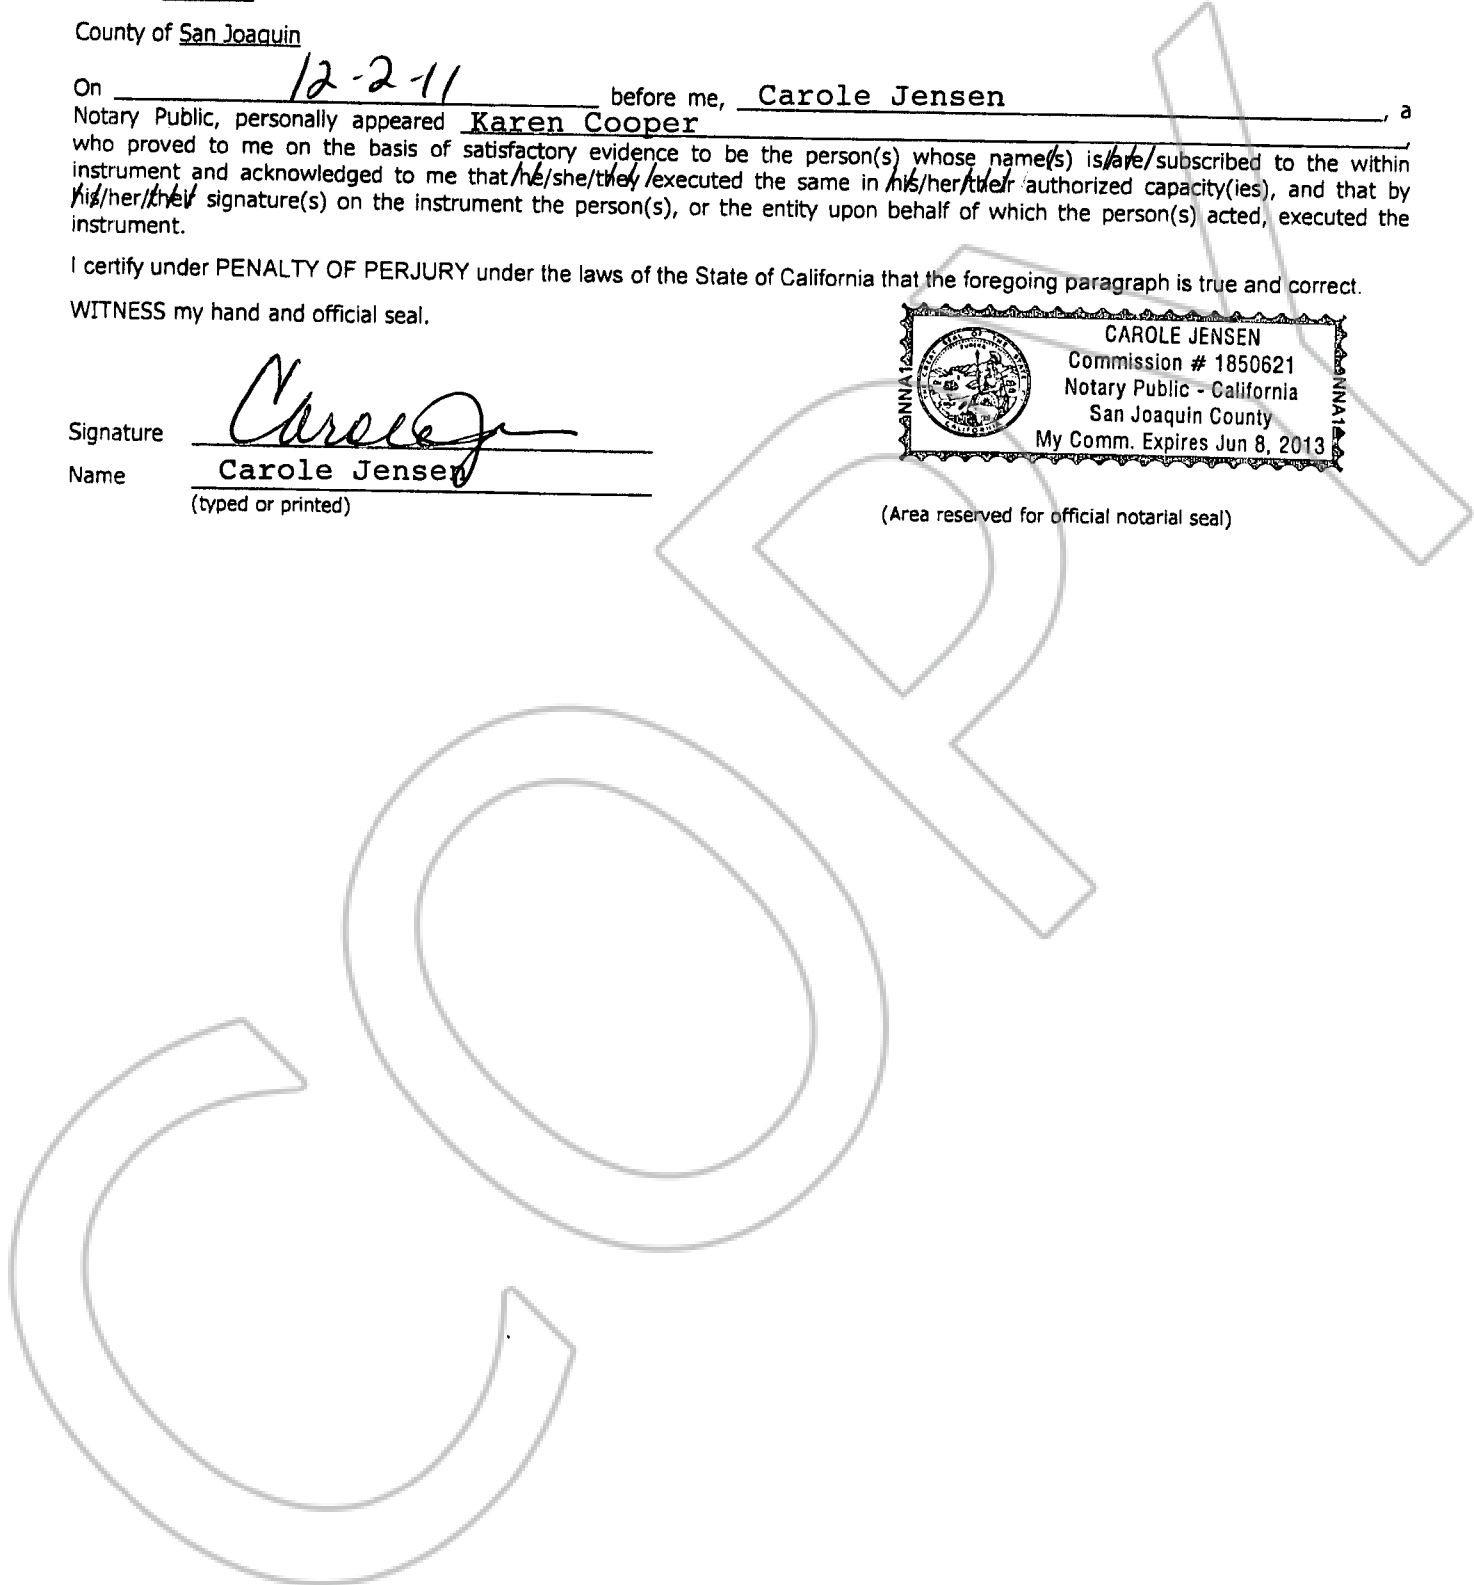 County of San Joaquin
On 12-2-11 before me, Carole Jensen, a
Notary Public, personally appeared Karen Cooper,
who proved to me on the basis of satisfactory evidence to be the person(s) whose name(s) is/are/subscribed to the within
instrument and acknowledged to me that/he/she/they/executed the same in/his/her/their authorized capacity(ies), and that by
his/her/their signature(s) on the instrument the person(s), or the entity upon behalf of which the person(s) acted, executed the
instrument.
I certify under PENALTY OF PERJURY under the laws of the State of California that the foregoing paragraph is true and correct.
WITNESS my hand and official seal.
CAROLE JENSEN
Commission # 1850621
Notary Public - California
San Joaquin County
My Comm. Expires Jun 8, 2013
Signature
Name Carole Jensen
(typed or printed)
(Area reserved for official notarial seal)
COPY